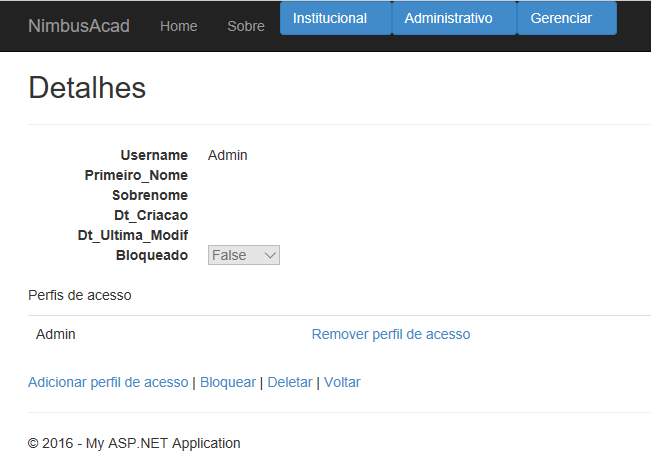 NimbusAcad Home Sobre Institucional Administrativo Gerenciar
Detalhes
Username Admin
Primeiro_Nome
Sobrenome
Dt_Criacao
Dt_Ultima_Modif
Bloqueado False
Perfis de acesso
Admin Remover perfil de acesso
Adicionar perfil de acesso | Bloquear | Deletar | Voltar
© 2016 - My ASP.NET Application